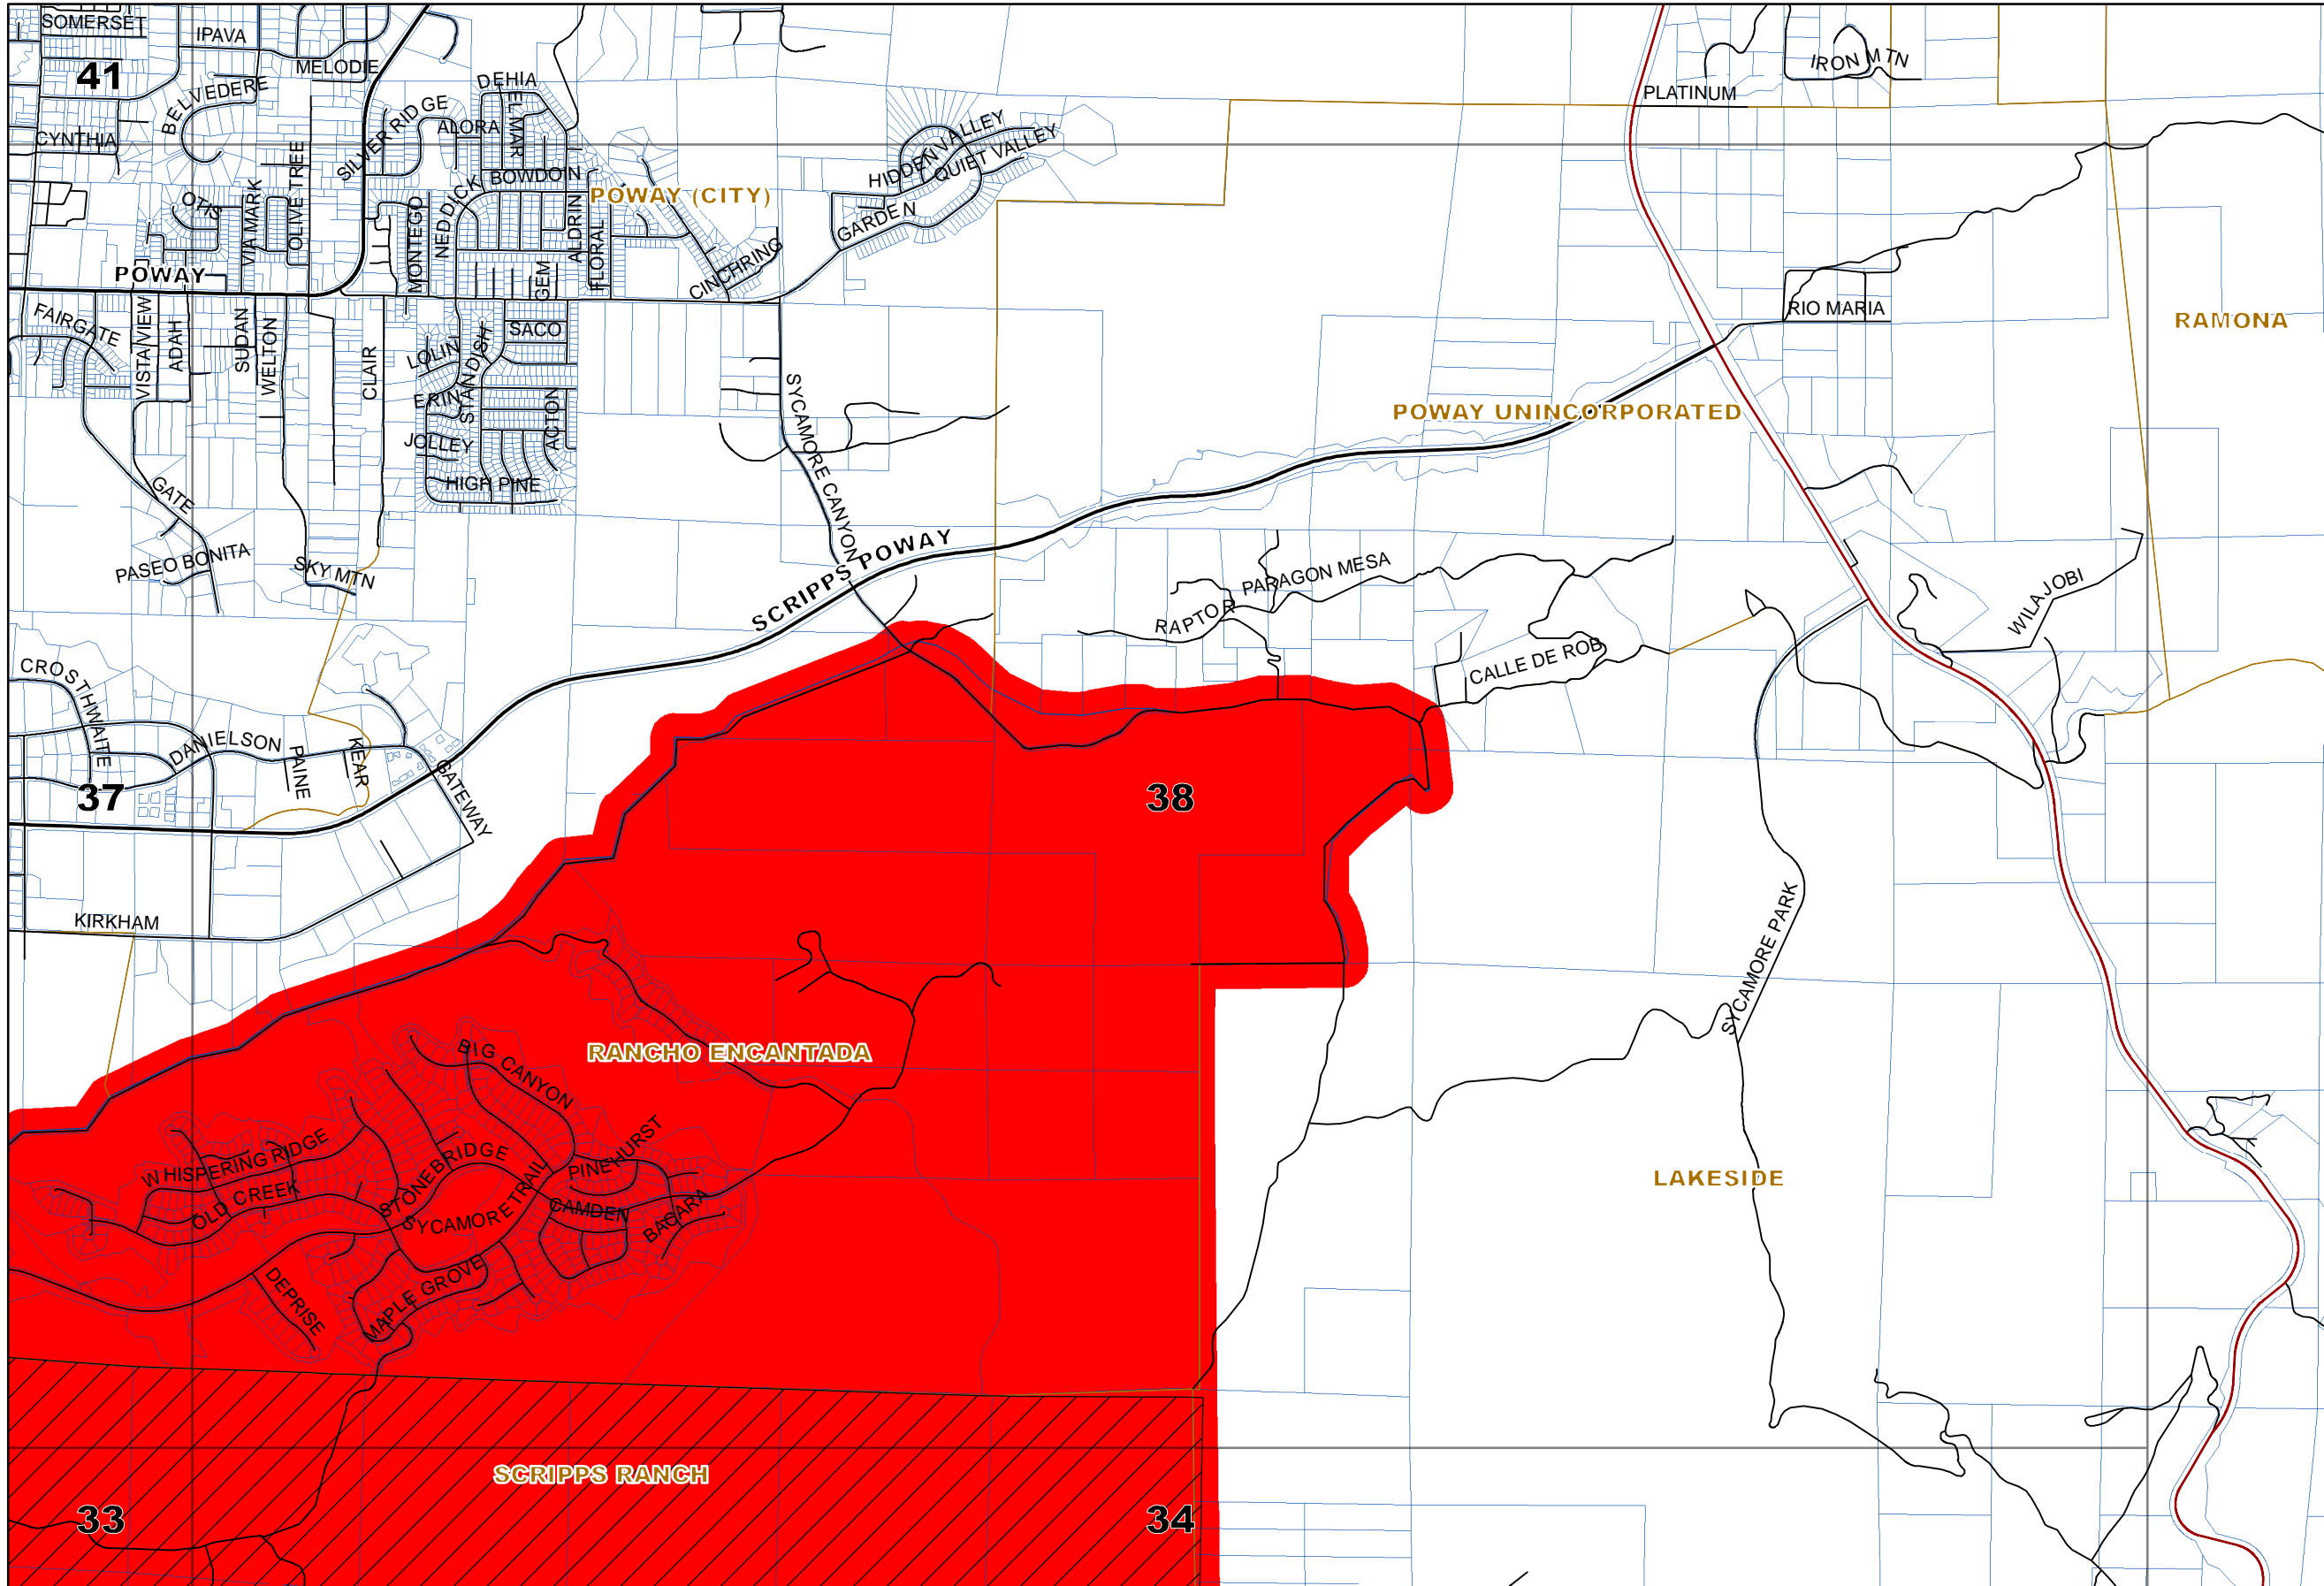 SOMERSET
IPAVA
41
MELODIE
DEHIA
IRON MTN
BELVEDERE
PLATINUM
SILVER RIDGE
ALORA
EL MAR
CYNTHIA
HIDDEN VALLEY
QUIET VALLEY
OLIVE TREE
BOWDOIN
NEDDICK
POWAY (CITY)
OTIS
VIA MARK
MONTEGO
ALDRIN
FLORAL
GARDEN
CINCHRING
GEM
POWAY
RIO MARIA
RAMONA
FAIRGATE
VISTA VIEW
ADAH
SUDAN
WELTON
CLAIR
LOLIN
STANDISH
SACO
ERIN
ACTON
JOLLEY
HIGH PINE
SYCAMORE CANYON
POWAY UNINCORPORATED
GATE
PASEO BONITA
SKY MTN
SCRIPPS POWAY
RAPTOR
PARAGON MESA
WILAJOBI
CALLE DE ROB
CROSTHWAITE
DANIELSON
PAINE
KEAR
GATEWAY
37
38
KIRKHAM
SYCAMORE PARK
RANCHO ENCANTADA
BIG CANYON
WHISPERING RIDGE
OLD CREEK
STONEBRIDGE
SYCAMORE TRAIL
PINEHURST
CAMDEN
BACARA
LAKESIDE
DEPRISE
MAPLE GROVE
SCRIPPS RANCH
33
34